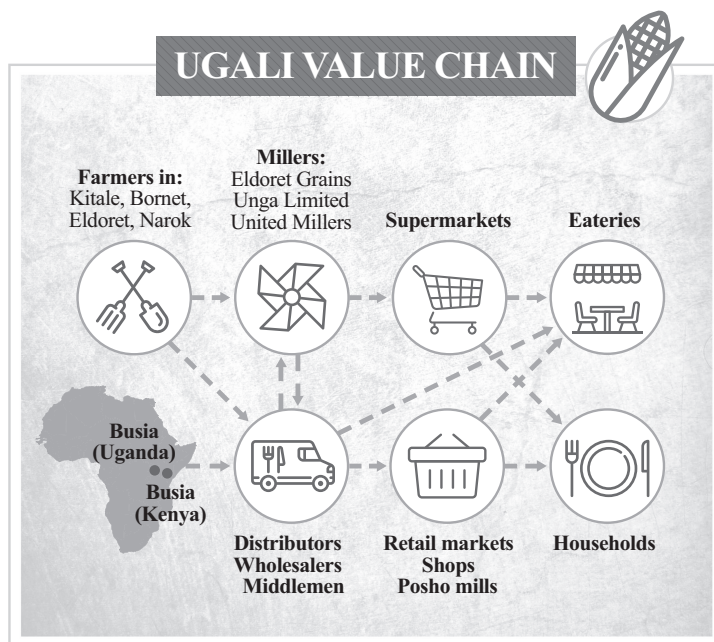 UGALI VALUE CHAIN
Farmers in:
Kitale, Bornet,
Eldoret, Narok
Millers:
Eldoret Grains
Unga Limited
United Millers
Supermarkets
Eateries
Busia
(Uganda)
Busia
(Kenya)
Distributors
Wholesalers
Middlemen
Retail markets
Shops
Posho mills
Households